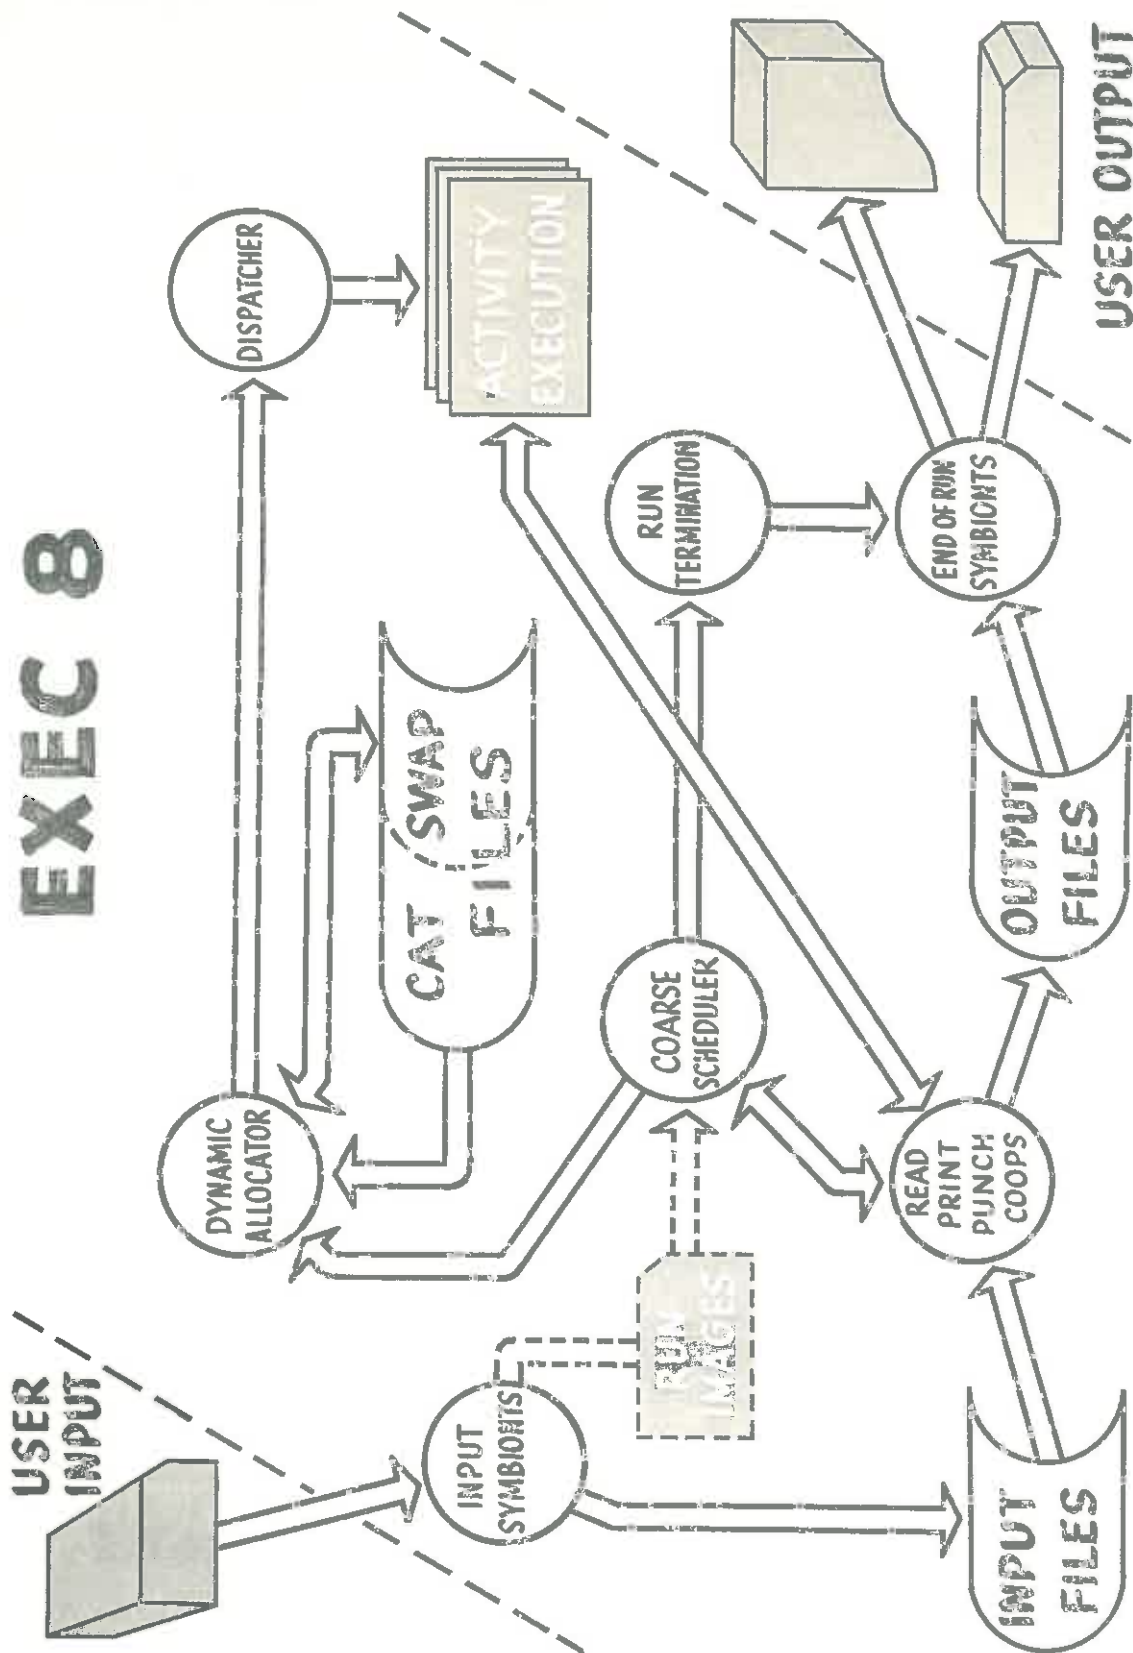 EXEC 8
USER
INPUT
DYNAMIC
ALLOCATOR
DISPATCHER
INPUT
SYMBIONTS
CAT SWAP
FILES
ACTIVITY
EXECUTION
RUN
IMAGES
COARSE
SCHEDULER
RUN
TERMINATION
INPUT
FILES
READ
PRINT
PUNCH
COOPS
OUTPUT
FILES
END OF RUN
SYMBIONTS
USER OUTPUT